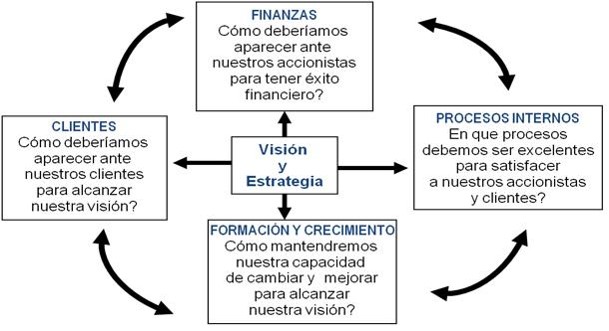 FINANZAS
Cómo deberíamos
aparecer ante
nuestros accionistas
para tener éxito
financiero?
CLIENTES
Cómo deberíamos
aparecer ante
nuestros clientes
para alcanzar
nuestra visión?
Visión
y
Estrategia
PROCESOS INTERNOS
En que procesos
debemos ser excelentes
para satisfacer
a nuestros accionistas
y clientes?
FORMACIÓN Y CRECIMIENTO
Cómo mantendremos
nuestra capacidad
de cambiar y mejorar
para alcanzar
nuestra visión?